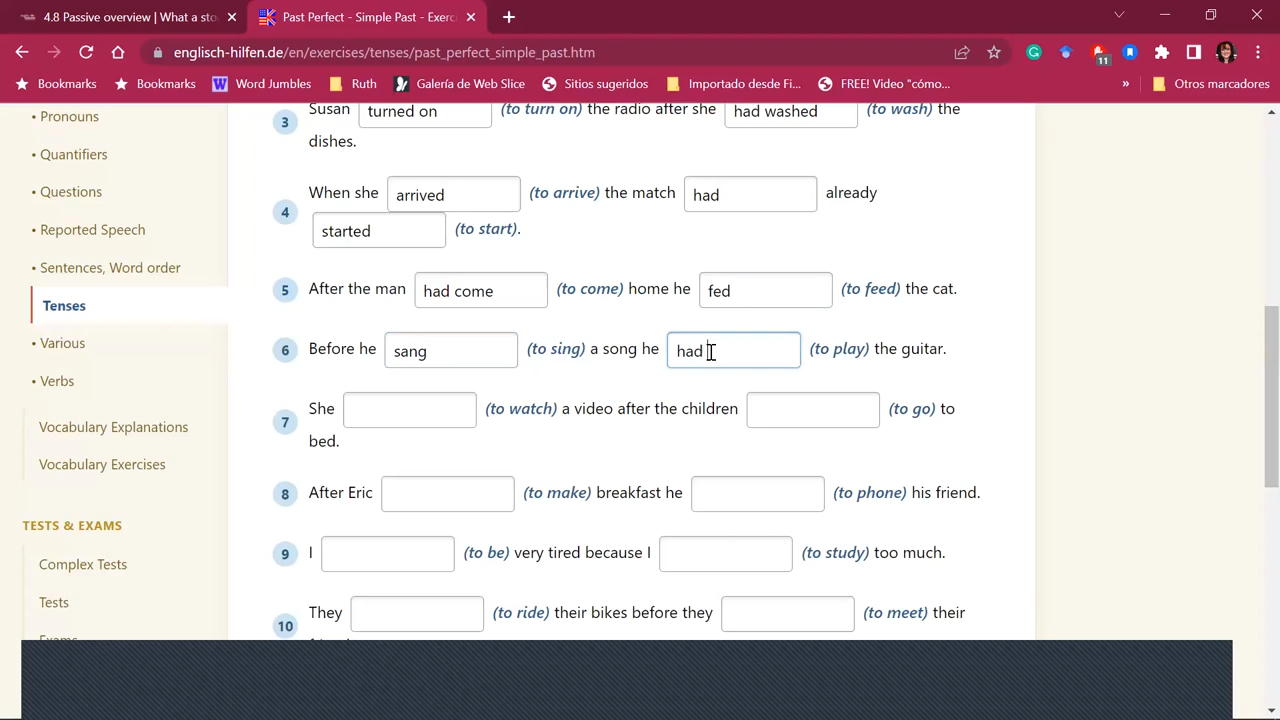 4.8 Passive overview | What a sto
Past Perfect - Simple Past - Exerc
englisch-hilfen.de/en/exercises/tenses/past_perfect_simple_past.htm
11
Bookmarks Bookmarks Word Jumbles Ruth Galería de Web Slice Sitios sugeridos Importado desde Fi... FREE! Video "cómo... » Otros marcadores
• Pronouns
• Quantifiers
• Questions
• Reported Speech
• Sentences, Word order
Tenses
• Various
• Verbs
Vocabulary Explanations
Vocabulary Exercises
TESTS & EXAMS
Complex Tests
Tests
Exams
3 Susan turned on (to turn on) the radio after she had washed (to wash) the
dishes.
4 When she arrived (to arrive) the match had already
started (to start).
5 After the man had come (to come) home he fed (to feed) the cat.
6 Before he sang (to sing) a song he had (to play) the guitar.
7 She (to watch) a video after the children (to go) to
bed.
8 After Eric (to make) breakfast he (to phone) his friend.
9 I (to be) very tired because I (to study) too much.
10 They (to ride) their bikes before they (to meet) their